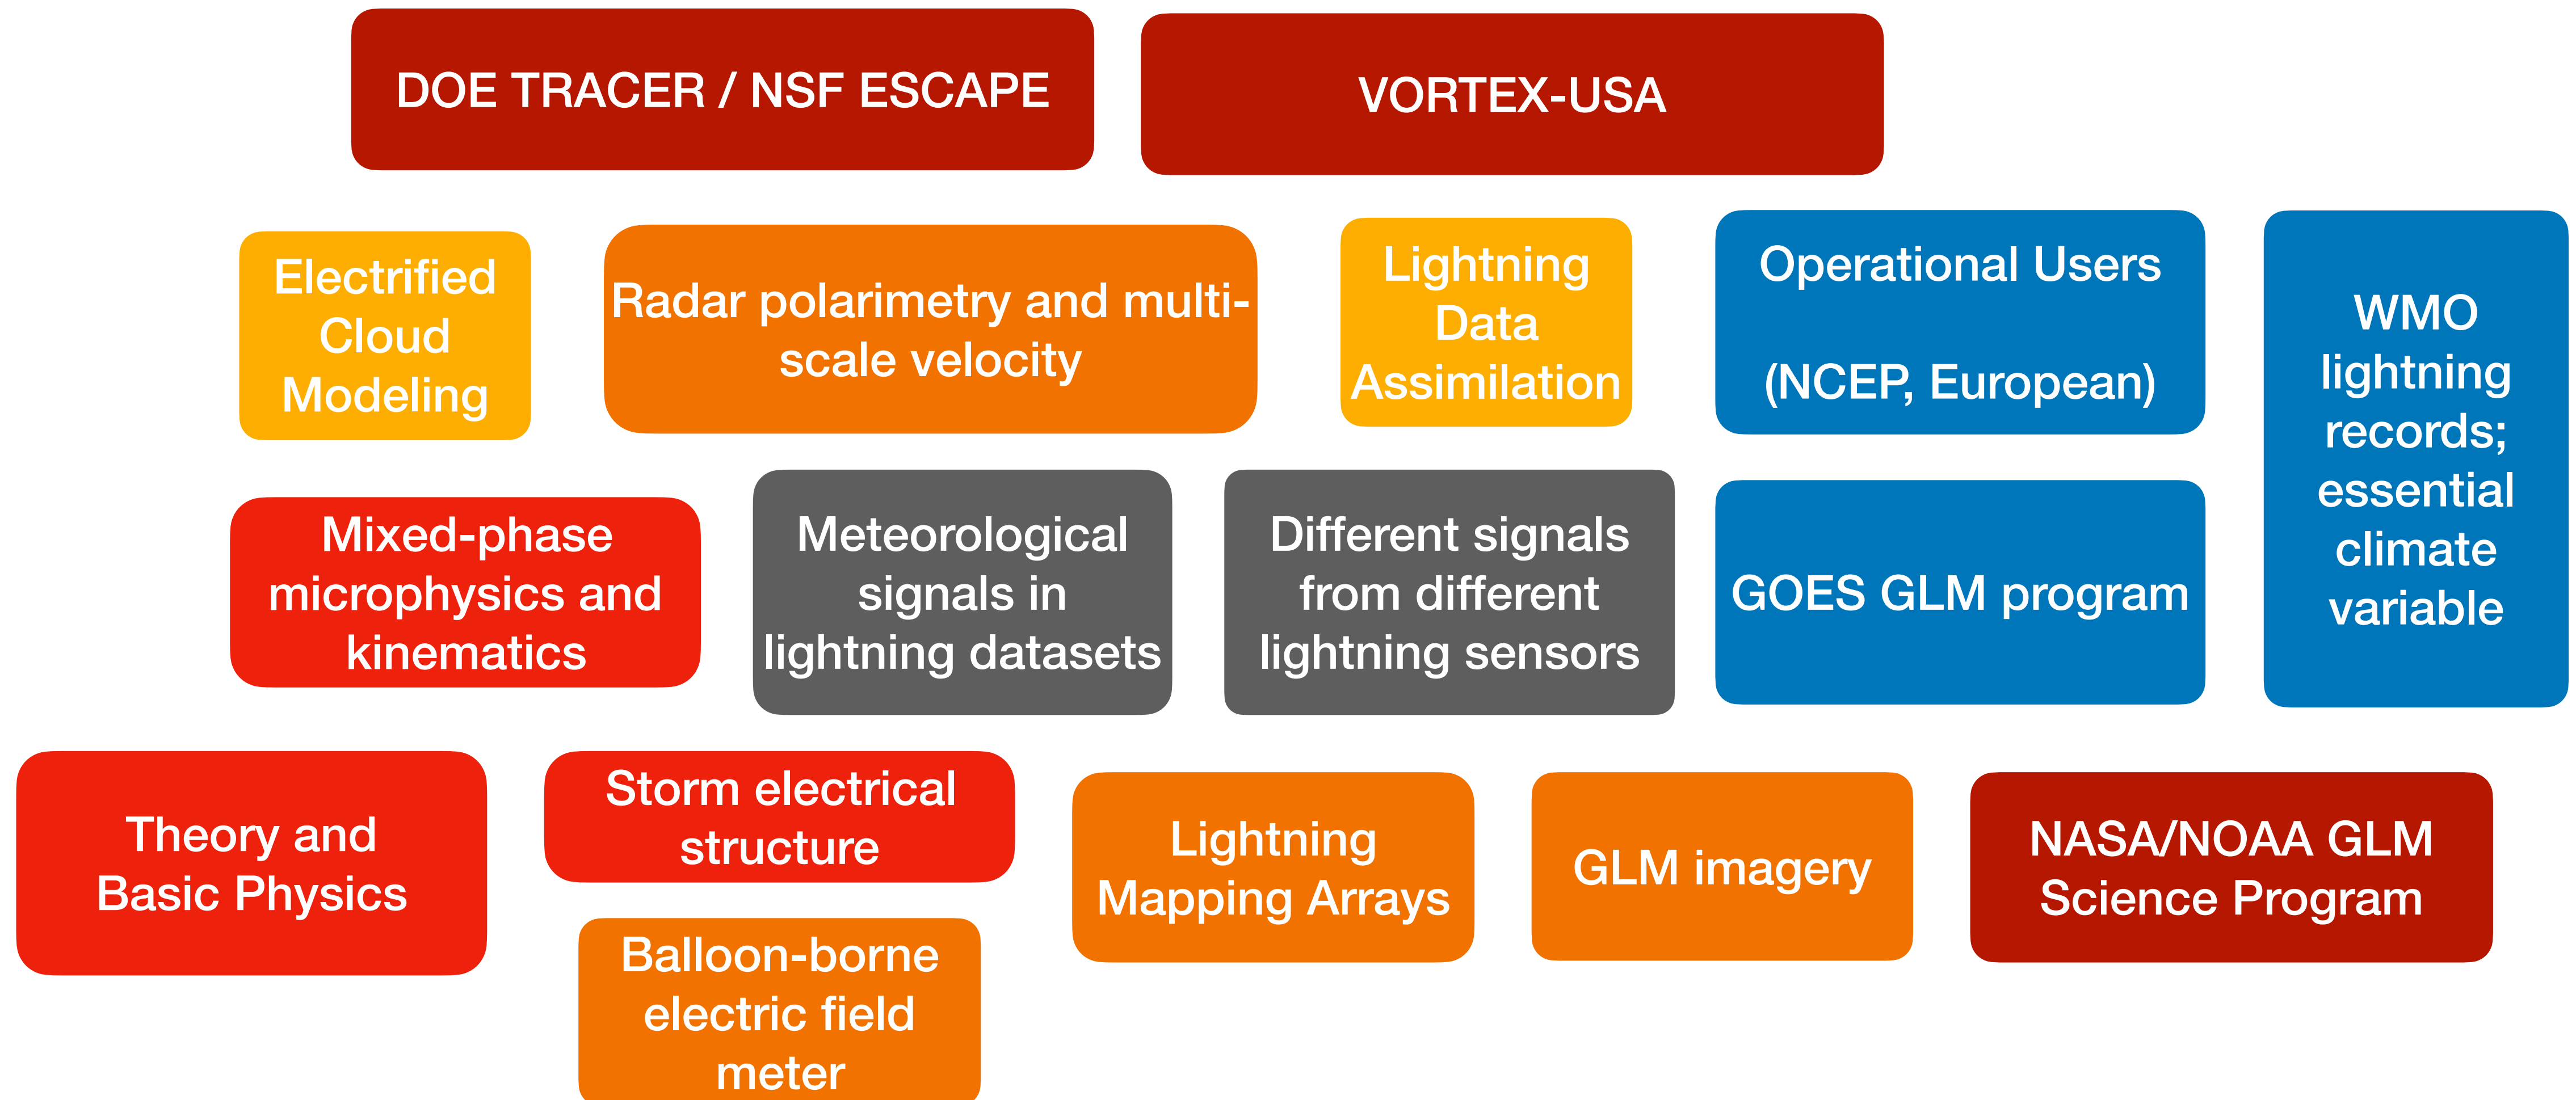 DOE TRACER / NSF ESCAPE
VORTEX-USA
Electrified
Cloud
Modeling
Radar polarimetry and multi-
scale velocity
Lightning
Data
Assimilation
Operational Users
(NCEP, European)
WMO
lightning
records;
essential
climate
variable
Mixed-phase
microphysics and
kinematics
Meteorological
signals in
lightning datasets
Different signals
from different
lightning sensors
GOES GLM program
Theory and
Basic Physics
Storm electrical
structure
Balloon-borne
electric field
meter
Lightning
Mapping Arrays
GLM imagery
NASA/NOAA GLM
Science Program